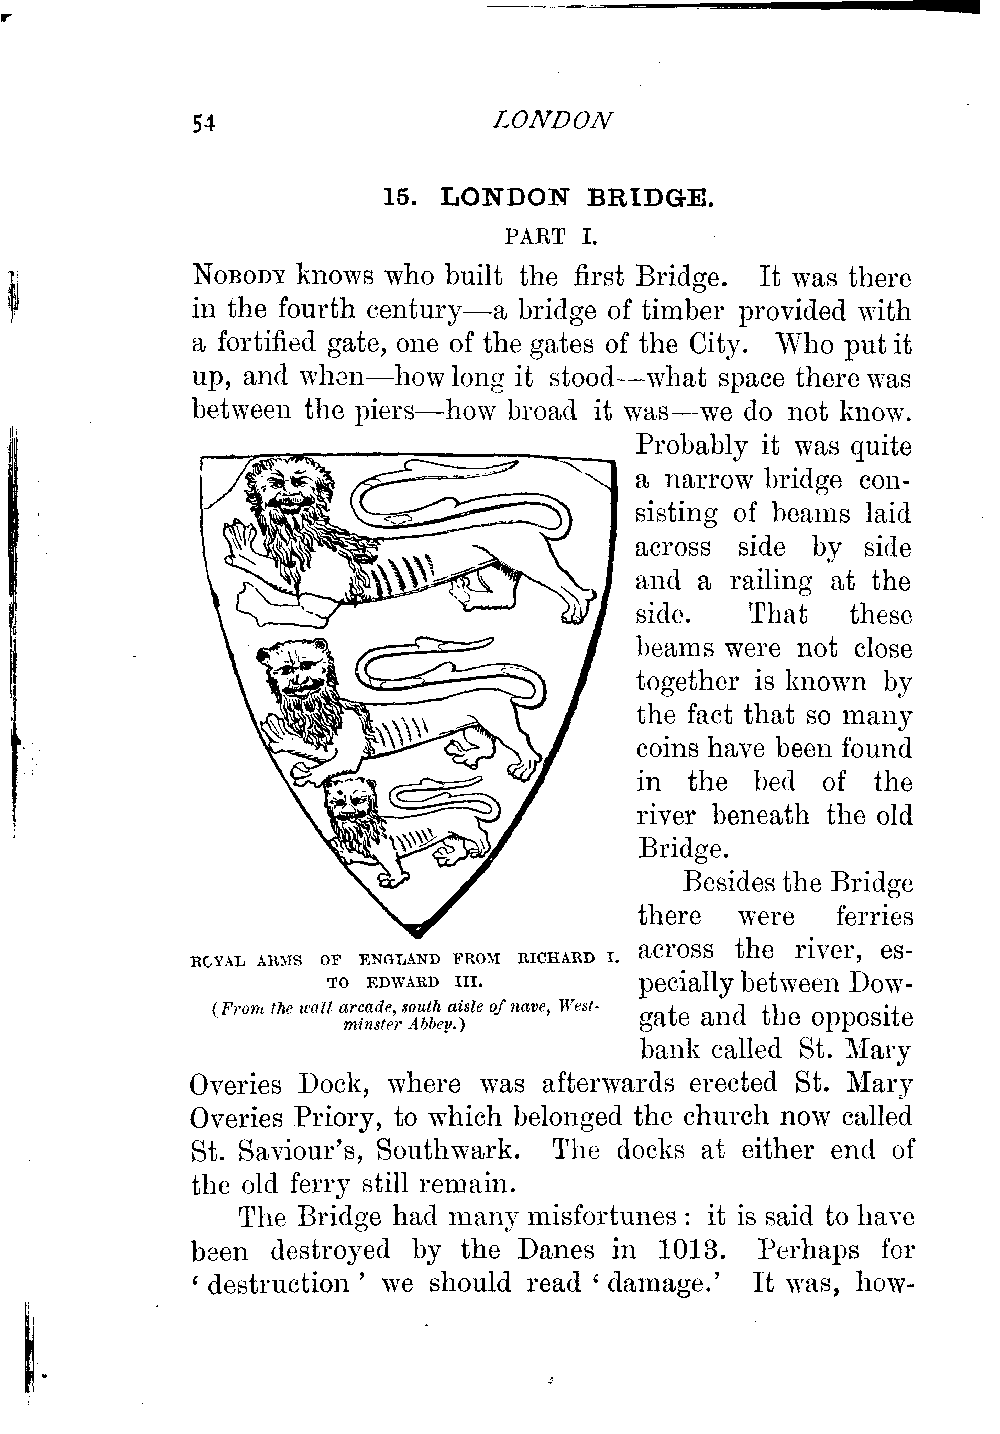 54 LONDON
15. LONDON BRIDGE.
PART I.
NOBODY knows who built the first Bridge. It was there
in the fourth century—a bridge of timber provided with
a fortified gate, one of the gates of the City. Who put it
up, and when—how long it stood—what space there was
between the piers—how broad it was—we do not know.
Probably it was quite
a narrow bridge con-
sisting of beams laid
across side by side
and a railing at the
side. That these
beams were not close
together is known by
the fact that so many
coins have been found
in the bed of the
river beneath the old
Bridge.
Besides the Bridge
there were ferries
across the river, es-
pecially between Dow-
gate and the opposite
bank called St. Mary
ROYAL ARMS OF ENGLAND FROM RICHARD I.
TO EDWARD III.
(From the wall arcade, south aisle of nave, West-
minster Abbey.)
Overies Dock, where was afterwards erected St. Mary
Overies Priory, to which belonged the church now called
St. Saviour's, Southwark. The docks at either end of
the old ferry still remain.
The Bridge had many misfortunes: it is said to have
been destroyed by the Danes in 1013. Perhaps for
‘destruction’ we should read ‘damage.’ It was, how-